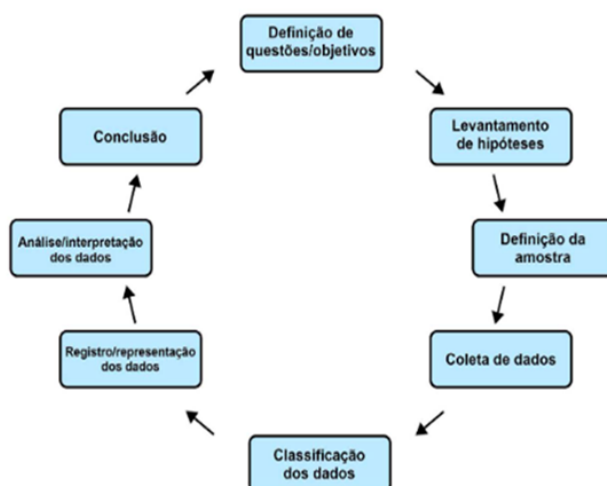 Definição de
questões/objetivos
Levantamento
de hipóteses
Definição da
amostra
Coleta de dados
Classificação
dos dados
Registro/representação
dos dados
Análise/interpretação
dos dados
Conclusão